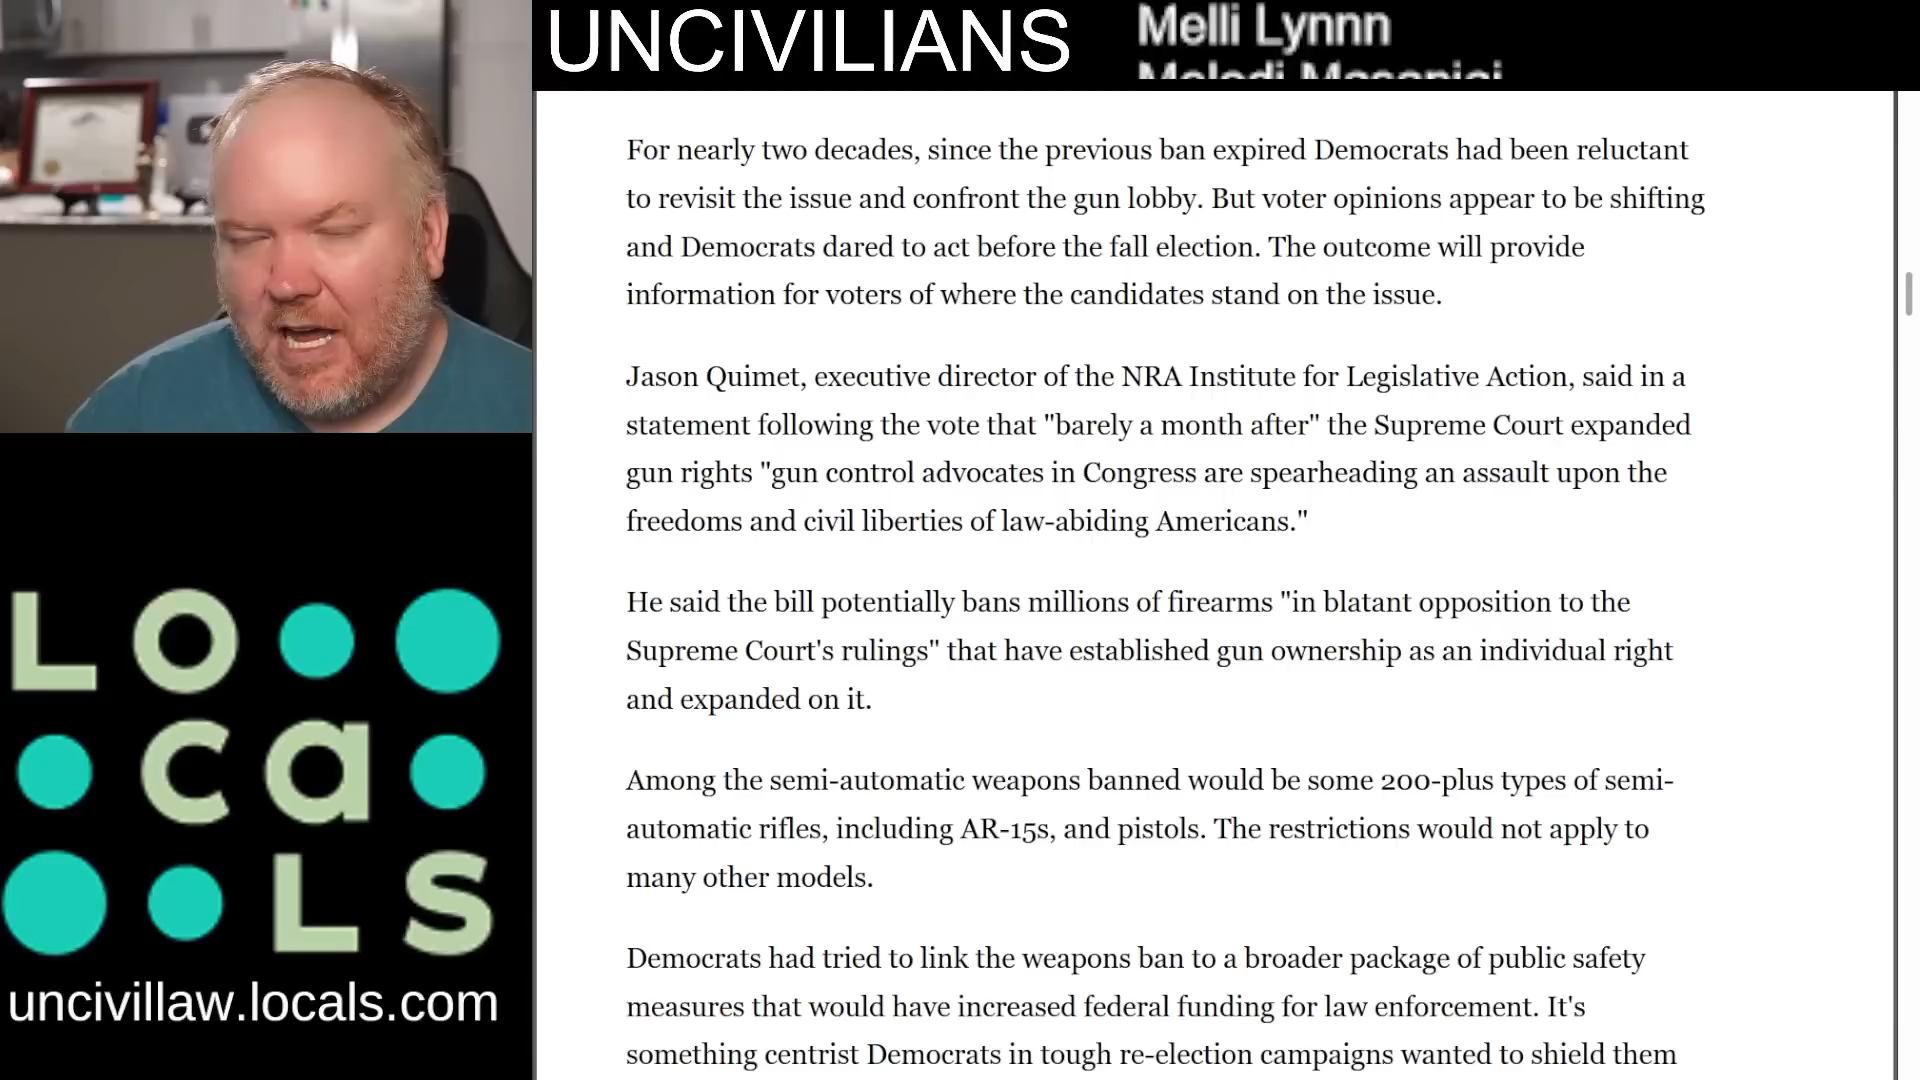 UNCIVILIANS
Melli Lynnn
For nearly two decades, since the previous ban expired Democrats had been reluctant
to revisit the issue and confront the gun lobby. But voter opinions appear to be shifting
and Democrats dared to act before the fall election. The outcome will provide
information for voters of where the candidates stand on the issue.
Jason Quimet, executive director of the NRA Institute for Legislative Action, said in a
statement following the vote that "barely a month after" the Supreme Court expanded
gun rights "gun control advocates in Congress are spearheading an assault upon the
freedoms and civil liberties of law-abiding Americans."
He said the bill potentially bans millions of firearms "in blatant opposition to the
Supreme Court's rulings" that have established gun ownership as an individual right
and expanded on it.
Among the semi-automatic weapons banned would be some 200-plus types of semi-
automatic rifles, including AR-15s, and pistols. The restrictions would not apply to
many other models.
Democrats had tried to link the weapons ban to a broader package of public safety
measures that would have increased federal funding for law enforcement. It's
something centrist Democrats in tough re-election campaigns wanted to shield them
LO
ca
LS
uncivillaw.locals.com